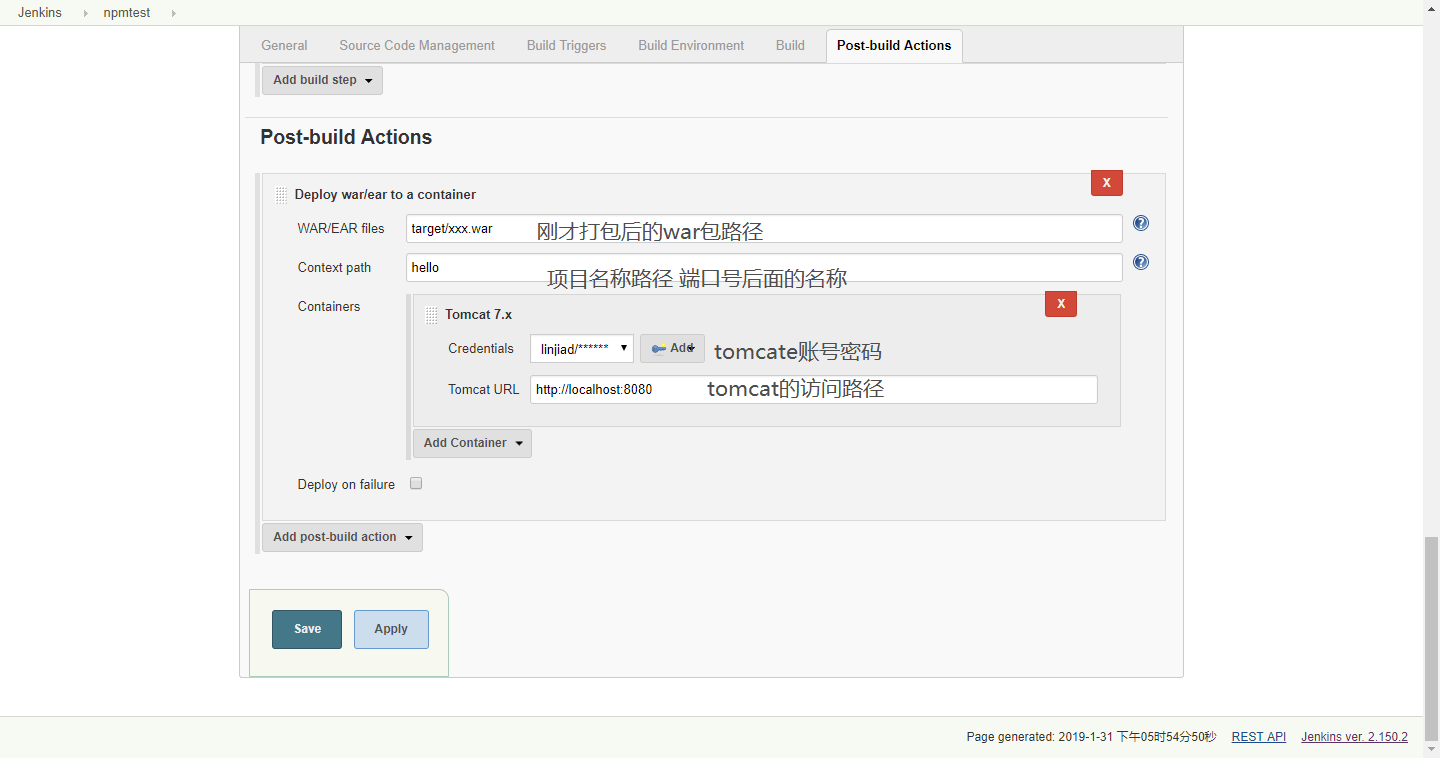 Jenkins npmtest
General Source Code Management Build Triggers Build Environment Build Post-build Actions
Add build step
Post-build Actions
X
Deploy war/ear to a container
WAR/EAR files target/xxx.war 刚才打包后的war包路径 ?
Context path hello 项目名称路径 端口号后面的名称 ?
Containers
X
Tomcat 7.x
Credentials linjiad/****** Add tomcate账号密码
Tomcat URL http://localhost:8080 tomcat的访问路径
Add Container
Deploy on failure
Add post-build action
Save Apply
Page generated: 2019-1-31 下午05时54分50秒 REST API Jenkins ver. 2.150.2